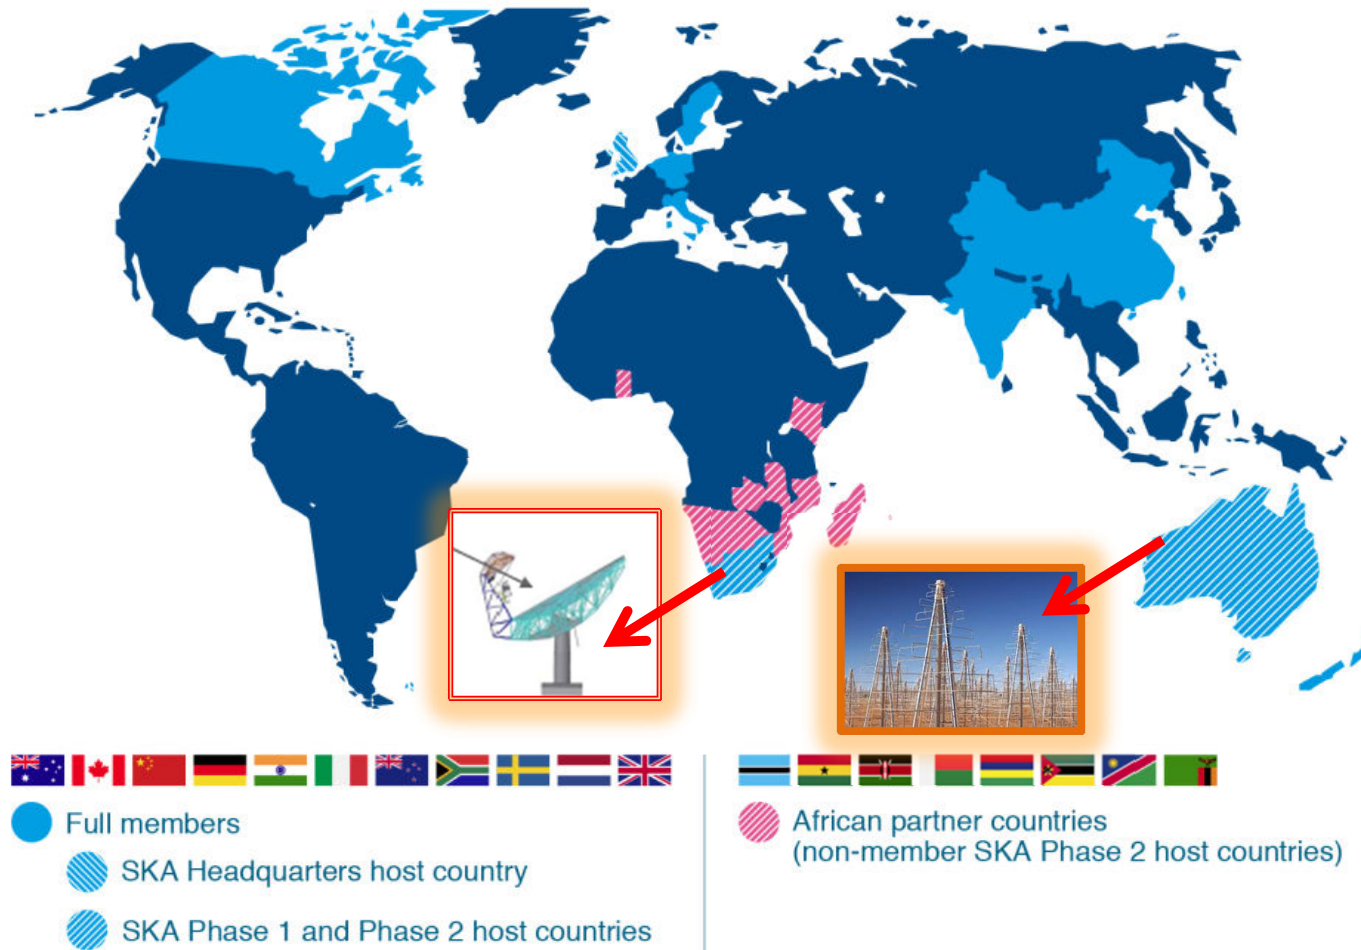 Full members
SKA Headquarters host country
SKA Phase 1 and Phase 2 host countries
African partner countries
(non-member SKA Phase 2 host countries)